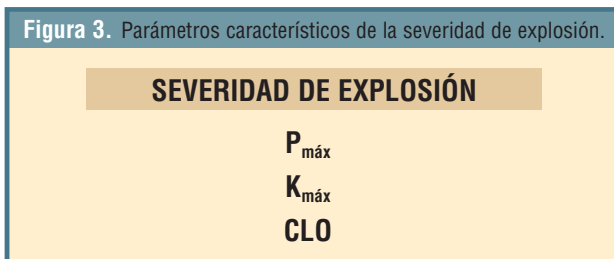 Figura 3. Parámetros característicos de la severidad de explosión.
SEVERIDAD DE EXPLOSIÓN
Pmáx
Kmáx
CLO